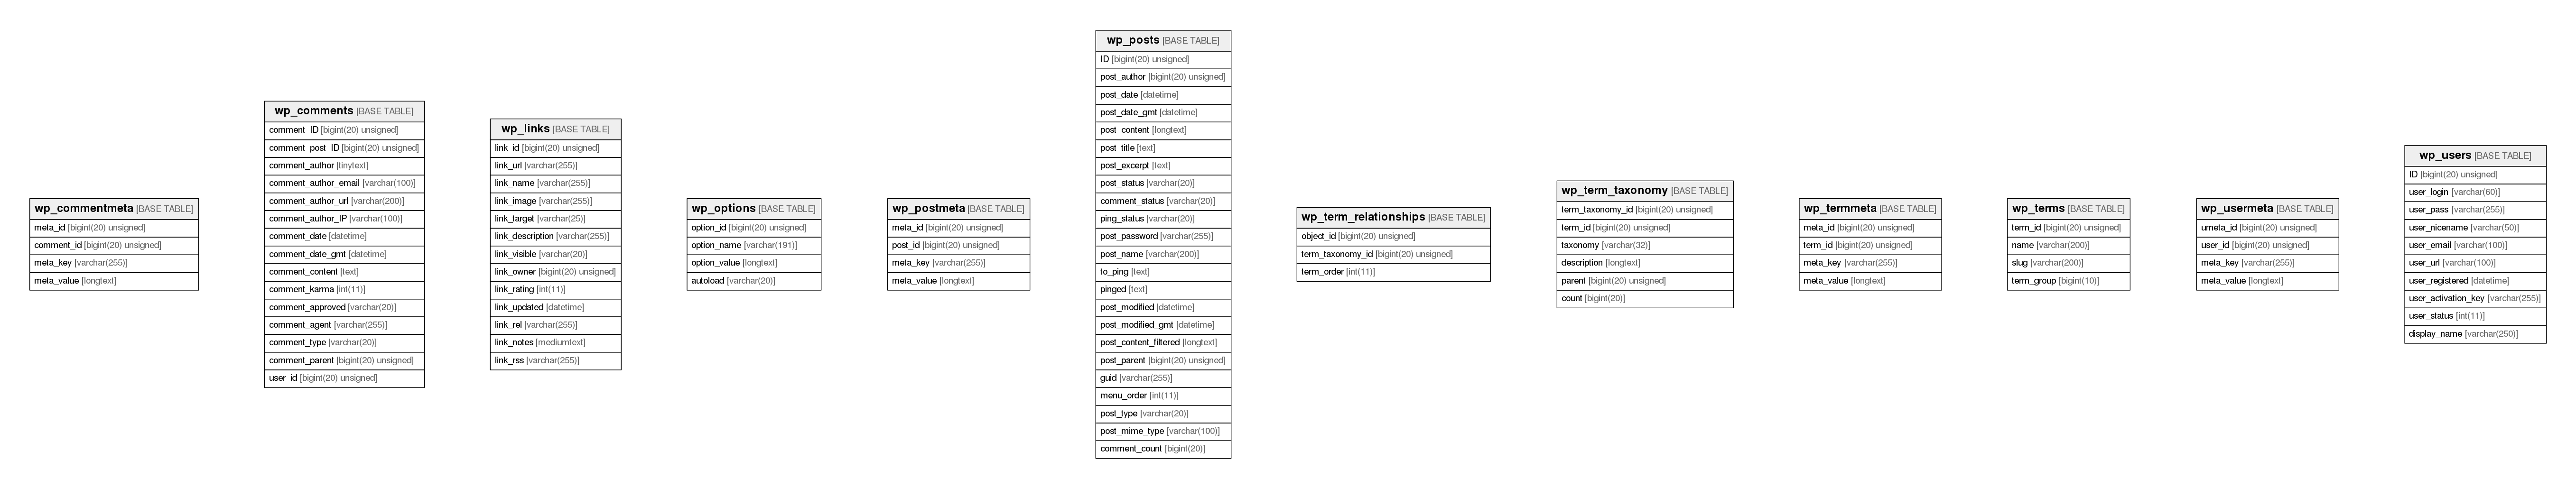 wp_commentmeta [BASE TABLE]
meta_id [bigint(20) unsigned]
comment_id [bigint(20) unsigned]
meta_key [varchar(255)]
meta_value [longtext]
wp_comments [BASE TABLE]
comment_ID [bigint(20) unsigned]
comment_post_ID [bigint(20) unsigned]
comment_author [tinytext]
comment_author_email [varchar(100)]
comment_author_url [varchar(200)]
comment_author_IP [varchar(100)]
comment_date [datetime]
comment_date_gmt [datetime]
comment_content [text]
comment_karma [int(11)]
comment_approved [varchar(20)]
comment_agent [varchar(255)]
comment_type [varchar(20)]
comment_parent [bigint(20) unsigned]
user_id [bigint(20) unsigned]
wp_links [BASE TABLE]
link_id [bigint(20) unsigned]
link_url [varchar(255)]
link_name [varchar(255)]
link_image [varchar(255)]
link_target [varchar(25)]
link_description [varchar(255)]
link_visible [varchar(20)]
link_owner [bigint(20) unsigned]
link_rating [int(11)]
link_updated [datetime]
link_rel [varchar(255)]
link_notes [mediumtext]
link_rss [varchar(255)]
wp_options [BASE TABLE]
option_id [bigint(20) unsigned]
option_name [varchar(191)]
option_value [longtext]
autoload [varchar(20)]
wp_postmeta [BASE TABLE]
meta_id [bigint(20) unsigned]
post_id [bigint(20) unsigned]
meta_key [varchar(255)]
meta_value [longtext]
wp_posts [BASE TABLE]
ID [bigint(20) unsigned]
post_author [bigint(20) unsigned]
post_date [datetime]
post_date_gmt [datetime]
post_content [longtext]
post_title [text]
post_excerpt [text]
post_status [varchar(20)]
comment_status [varchar(20)]
ping_status [varchar(20)]
post_password [varchar(255)]
post_name [varchar(200)]
to_ping [text]
pinged [text]
post_modified [datetime]
post_modified_gmt [datetime]
post_content_filtered [longtext]
post_parent [bigint(20) unsigned]
guid [varchar(255)]
menu_order [int(11)]
post_type [varchar(20)]
post_mime_type [varchar(100)]
comment_count [bigint(20)]
wp_term_relationships [BASE TABLE]
object_id [bigint(20) unsigned]
term_taxonomy_id [bigint(20) unsigned]
term_order [int(11)]
wp_term_taxonomy [BASE TABLE]
term_taxonomy_id [bigint(20) unsigned]
term_id [bigint(20) unsigned]
taxonomy [varchar(32)]
description [longtext]
parent [bigint(20) unsigned]
count [bigint(20)]
wp_termmeta [BASE TABLE]
meta_id [bigint(20) unsigned]
term_id [bigint(20) unsigned]
meta_key [varchar(255)]
meta_value [longtext]
wp_terms [BASE TABLE]
term_id [bigint(20) unsigned]
name [varchar(200)]
slug [varchar(200)]
term_group [bigint(10)]
wp_usermeta [BASE TABLE]
umeta_id [bigint(20) unsigned]
user_id [bigint(20) unsigned]
meta_key [varchar(255)]
meta_value [longtext]
wp_users [BASE TABLE]
ID [bigint(20) unsigned]
user_login [varchar(60)]
user_pass [varchar(255)]
user_nicename [varchar(50)]
user_email [varchar(100)]
user_url [varchar(100)]
user_registered [datetime]
user_activation_key [varchar(255)]
user_status [int(11)]
display_name [varchar(250)]